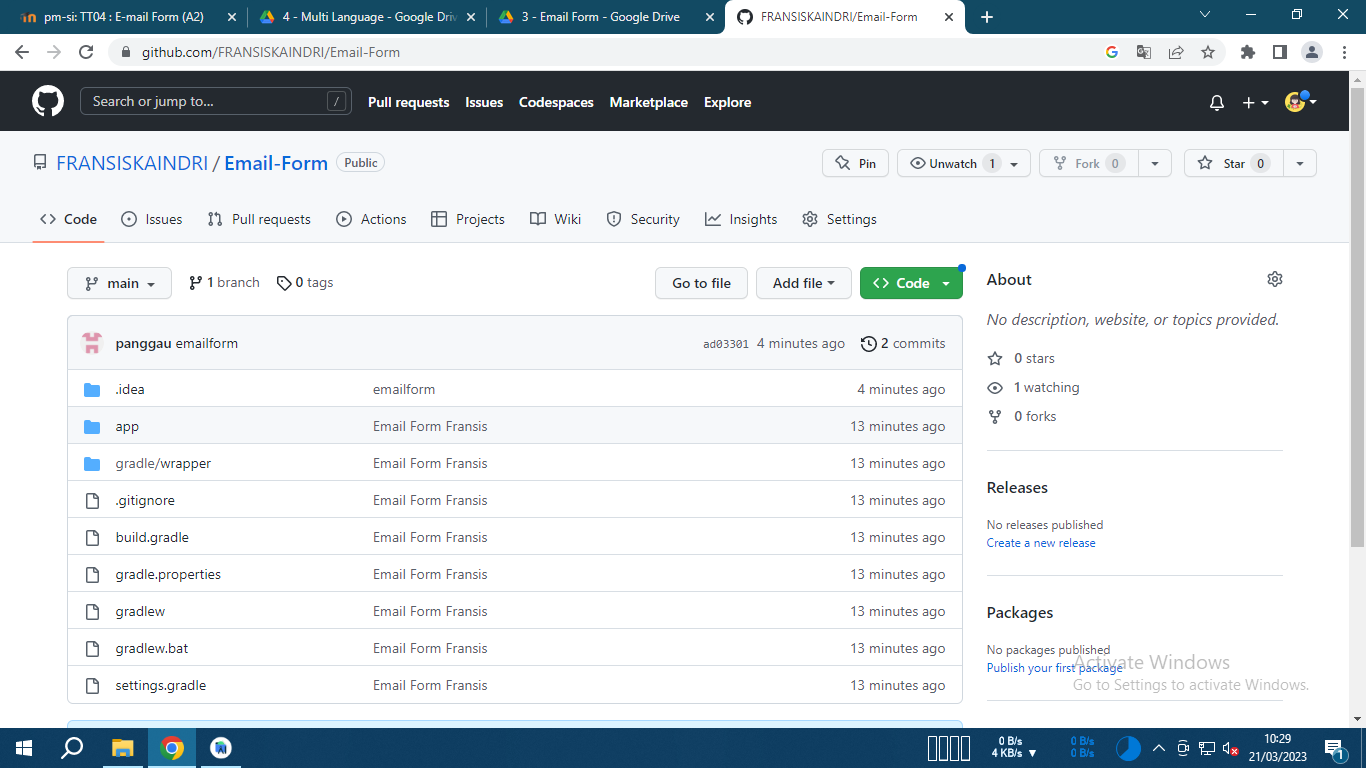 pm-si: TT04 : E-mail Form (A2)
4 - Multi Language - Google Driv
3 - Email Form - Google Drive
FRANSISKAINDRI/Email-Form
github.com/FRANSISKAINDRI/Email-Form
Search or jump to... /
Pull requests Issues Codespaces Marketplace Explore
FRANSISKAINDRI / Email-Form Public
Pin Unwatch 1 Fork 0 Star 0
Code Issues Pull requests Actions Projects Wiki Security Insights Settings
main 1 branch 0 tags Go to file Add file Code
panggau emailform ad03301 4 minutes ago 2 commits
.idea emailform 4 minutes ago
app Email Form Fransis 13 minutes ago
gradle/wrapper Email Form Fransis 13 minutes ago
.gitignore Email Form Fransis 13 minutes ago
build.gradle Email Form Fransis 13 minutes ago
gradle.properties Email Form Fransis 13 minutes ago
gradlew Email Form Fransis 13 minutes ago
gradlew.bat Email Form Fransis 13 minutes ago
settings.gradle Email Form Fransis 13 minutes ago
About
No description, website, or topics provided.
0 stars
1 watching
0 forks
Releases
No releases published
Create a new release
Packages
No packages published
Publish your first package
Activate Windows
Go to Settings to activate Windows.
0 B/s 0 B/s
4 KB/s 0 B/s
10:29
21/03/2023
1